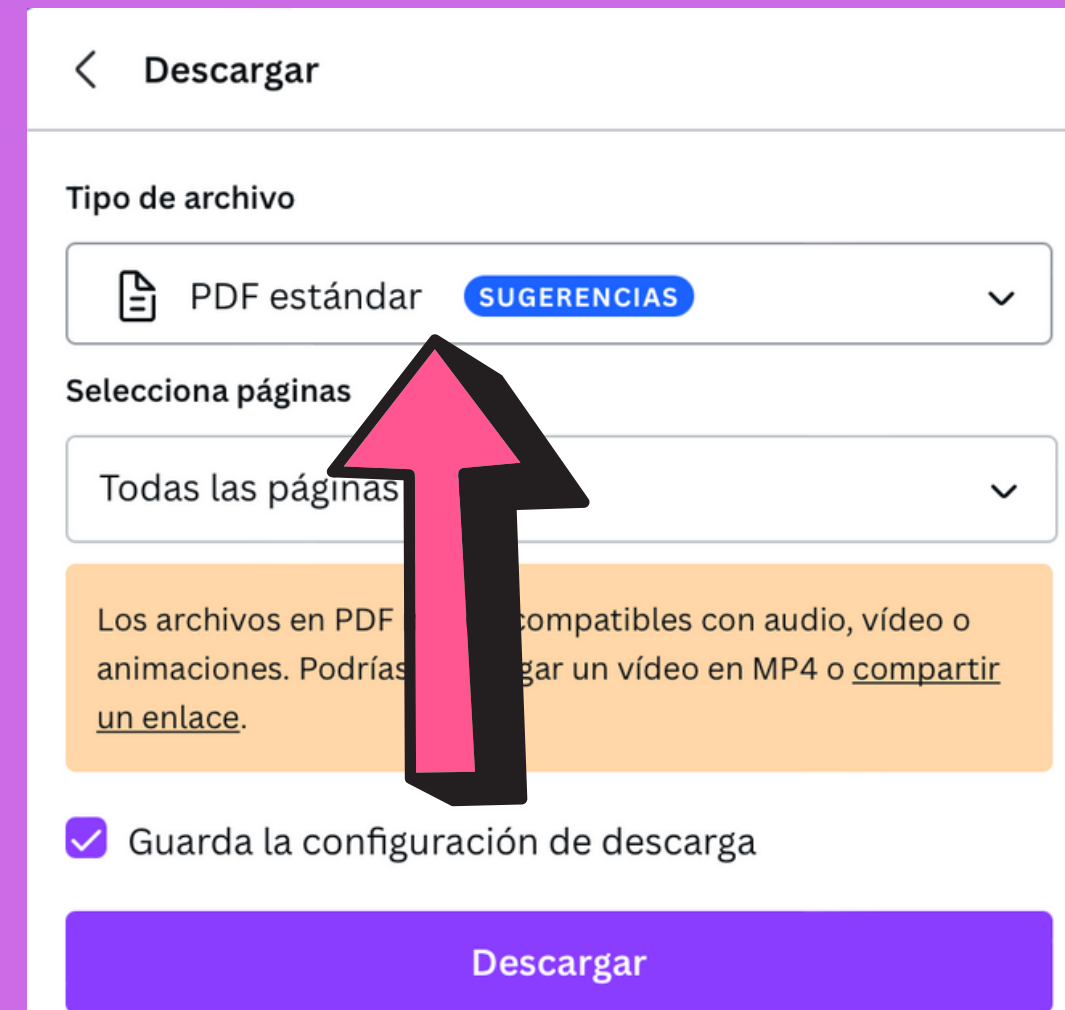 Descargar
Tipo de archivo
PDF estándar SUGERENCIAS
Selecciona páginas
Todas las páginas
Los archivos en PDF compatibles con audio, vídeo o
animaciones. Podrías un vídeo en MP4 o compartir
un enlace.
Guarda la configuración de descarga
Descargar